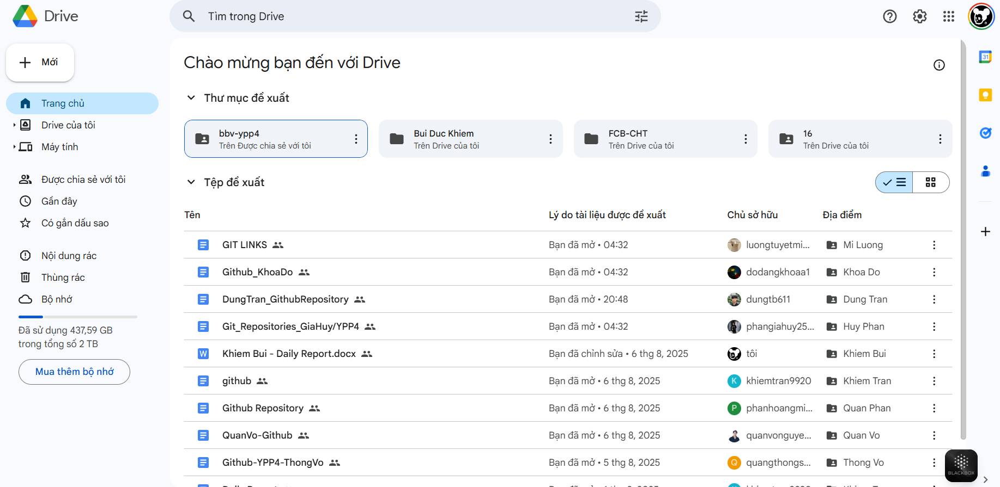 Drive
Tìm trong Drive
Mới
Trang chủ
Drive của tôi
Máy tính
Được chia sẻ với tôi
Gần đây
Có gắn dấu sao
Nội dung rác
Thùng rác
Bộ nhớ
Đã sử dụng 437,59 GB
trong tổng số 2 TB
Mua thêm bộ nhớ
Chào mừng bạn đến với Drive
Thư mục đề xuất
bbv-ypp4
Trên Được chia sẻ với tôi
Bui Duc Khiem
Trên Drive của tôi
FCB-CHT
Trên Drive của tôi
16
Trên Drive của tôi
Tệp đề xuất
Tên Lý do tài liệu được đề xuất Chủ sở hữu Địa điểm
GIT LINKS Bạn đã mở • 04:32 luongtuyetmi... Mi Luong
Github_KhoaDo Bạn đã mở • 04:32 dodangkhoaa1 Khoa Do
DungTran_GithubRepository Bạn đã mở • 20:48 dungtb611 Dung Tran
Git_Repositories_GiaHuy/YPP4 Bạn đã mở • 04:32 phangiahuy25... Huy Phan
W Khiem Bui - Daily Report.docx Bạn đã chỉnh sửa • 6 thg 8, 2025 tôi Khiem Bui
github Bạn đã mở • 6 thg 8, 2025 K khiemtran9920 Khiem Tran
Github Repository Bạn đã mở • 6 thg 8, 2025 P phanhoangmi... Quan Phan
QuanVo-Github Bạn đã mở • 6 thg 8, 2025 quanvonguye... Quan Vo
Github-YPP4-ThongVo Bạn đã mở • 5 thg 8, 2025 Q quangthongs... Thong Vo
31
BLACKBOX